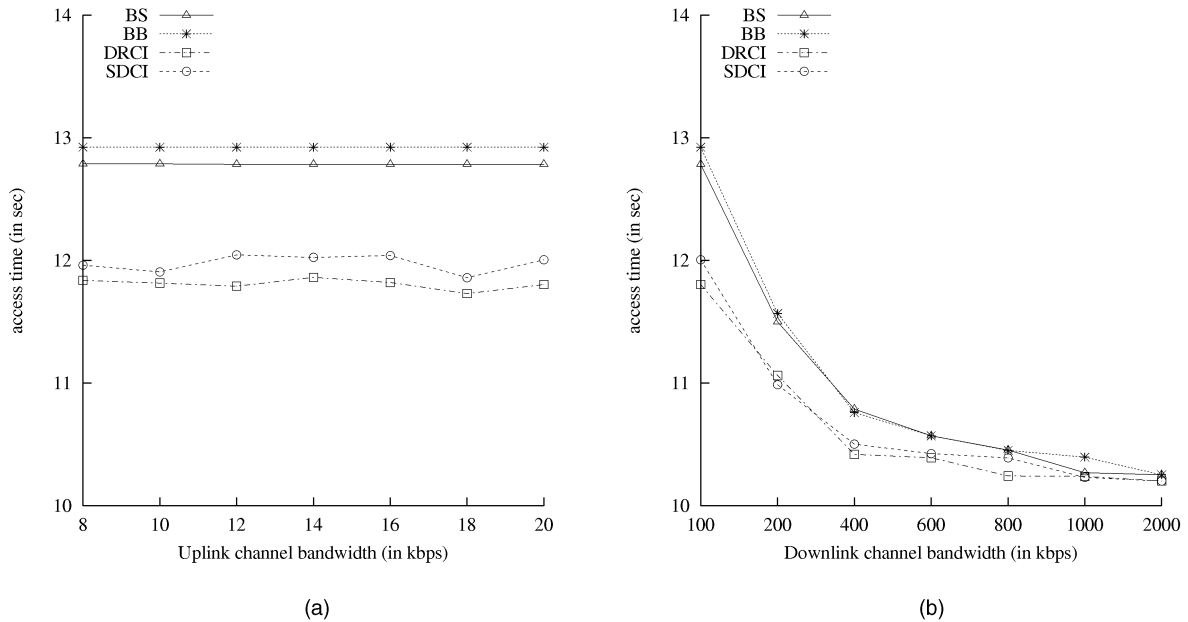 14
13
12
11
10
access time (in sec)
BS
BB
DRCI
SDCI
8 10 12 14 16 18 20
Uplink channel bandwidth (in kbps)
(a)
14
13
12
11
10
access time (in sec)
BS
BB
DRCI
SDCI
100 200 400 600 800 1000 2000
Downlink channel bandwidth (in kbps)
(b)